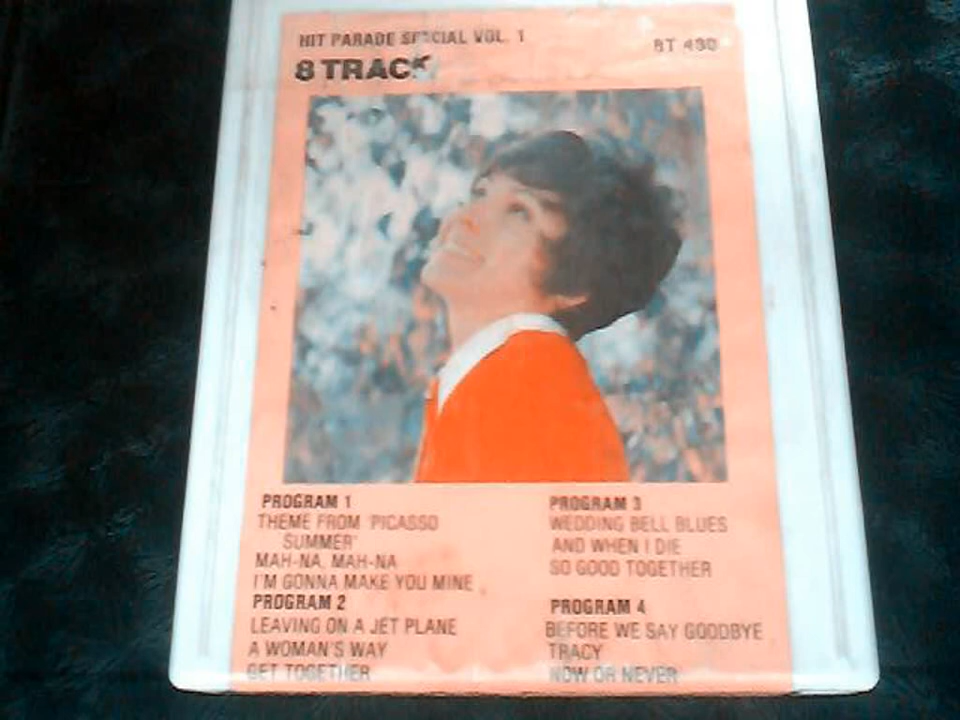 HIT PARADE SPECIAL VOL. 1
8T 490
8 TRACK
PROGRAM 1
THEME FROM 'PICASSO
SUMMER'
MAH-NA, MAH-NA
I'M GONNA MAKE YOU MINE
PROGRAM 2
LEAVING ON A JET PLANE
A WOMAN'S WAY
GET TOGETHER
PROGRAM 3
WEDDING BELL BLUES
AND WHEN I DIE
SO GOOD TOGETHER
PROGRAM 4
BEFORE WE SAY GOODBYE
TRACY
NOW OR NEVER